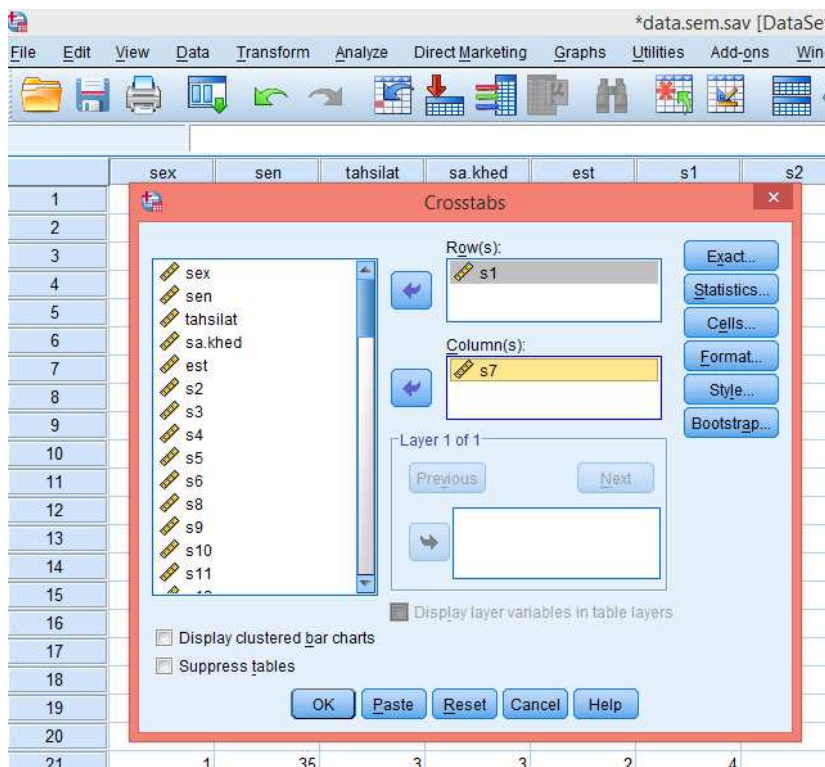 *data.sem.sav [DataSe
File Edit View Data Transform Analyze Direct Marketing Graphs Utilities Add-ons Win
sex sen tahsilat sa.khed est s1 s2
1
2
3
4
5
6
7
8
9
10
11
12
13
14
15
16
17
18
19
20
21 1 35 3 3 2 4
Crosstabs
sex
sen
tahsilat
sa.khed
est
s2
s3
s4
s5
s6
s8
s9
s10
s11
Row(s):
s1
Column(s):
s7
Layer 1 of 1
Previous Next
Display layer variables in table layers
Exact...
Statistics...
Cells...
Format...
Style...
Bootstrap...
Display clustered bar charts
Suppress tables
OK Paste Reset Cancel Help